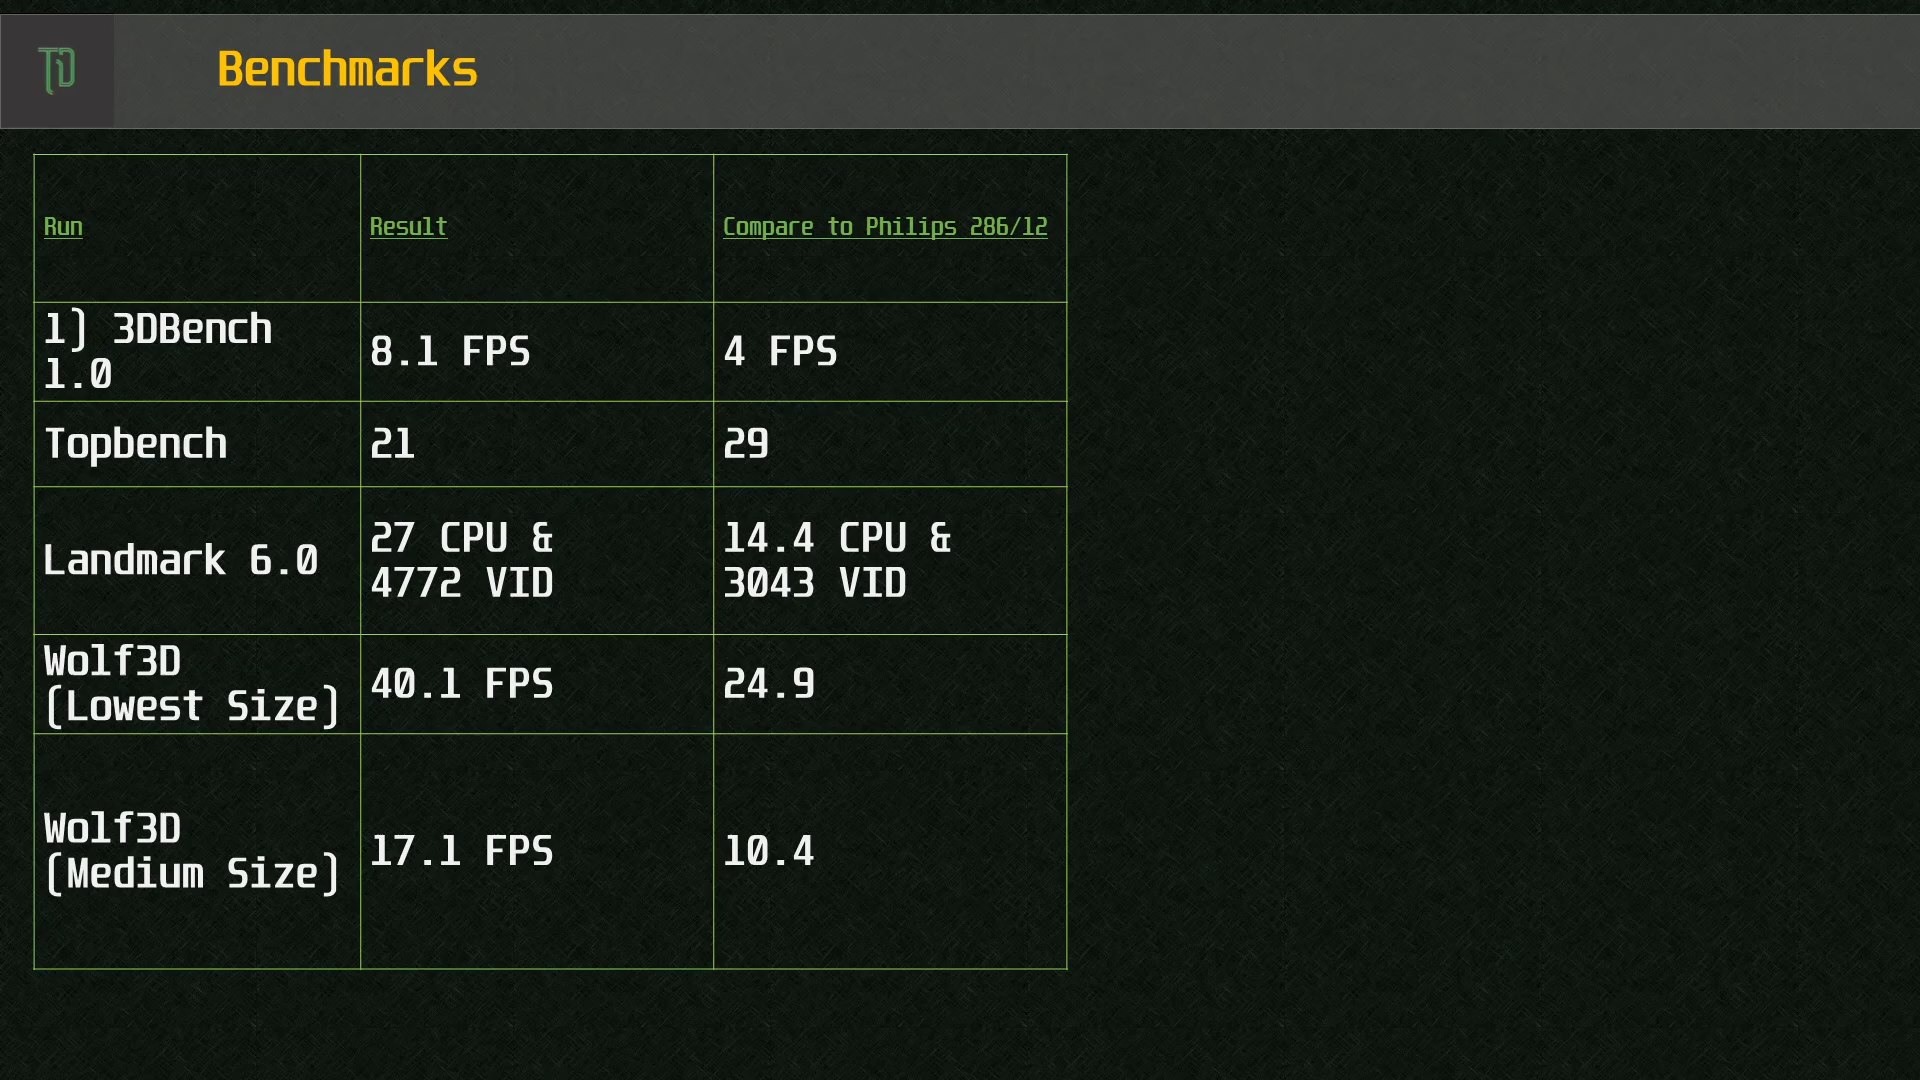 TD
Benchmarks
Run
Result
Compare to Philips 286/12
1) 3DBench
1.0
8.1 FPS
4 FPS
Topbench
21
29
Landmark 6.0
27 CPU &
4772 VID
14.4 CPU &
3043 VID
Wolf3D
(Lowest Size)
40.1 FPS
24.9
Wolf3D
(Medium Size)
17.1 FPS
10.4